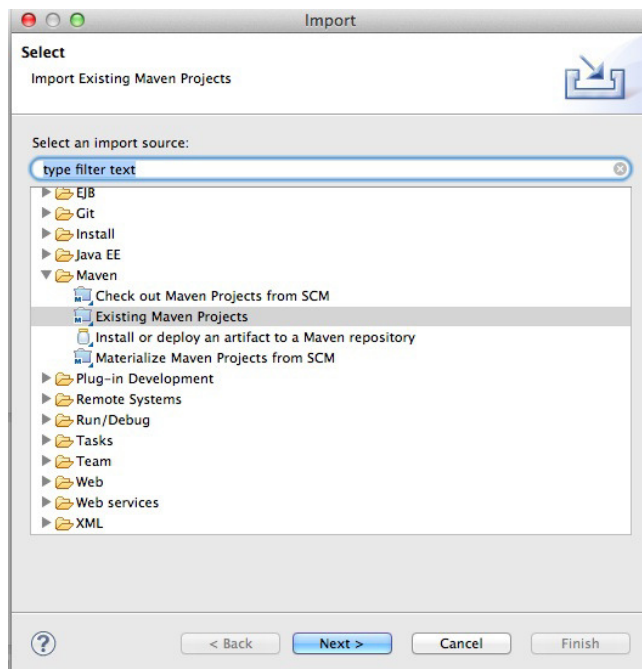 Import
Select
Import Existing Maven Projects
Select an import source:
type filter text
EJB
Git
Install
Java EE
Maven
Check out Maven Projects from SCM
Existing Maven Projects
Install or deploy an artifact to a Maven repository
Materialize Maven Projects from SCM
Plug-in Development
Remote Systems
Run/Debug
Tasks
Team
Web
Web services
XML
? < Back Next > Cancel Finish